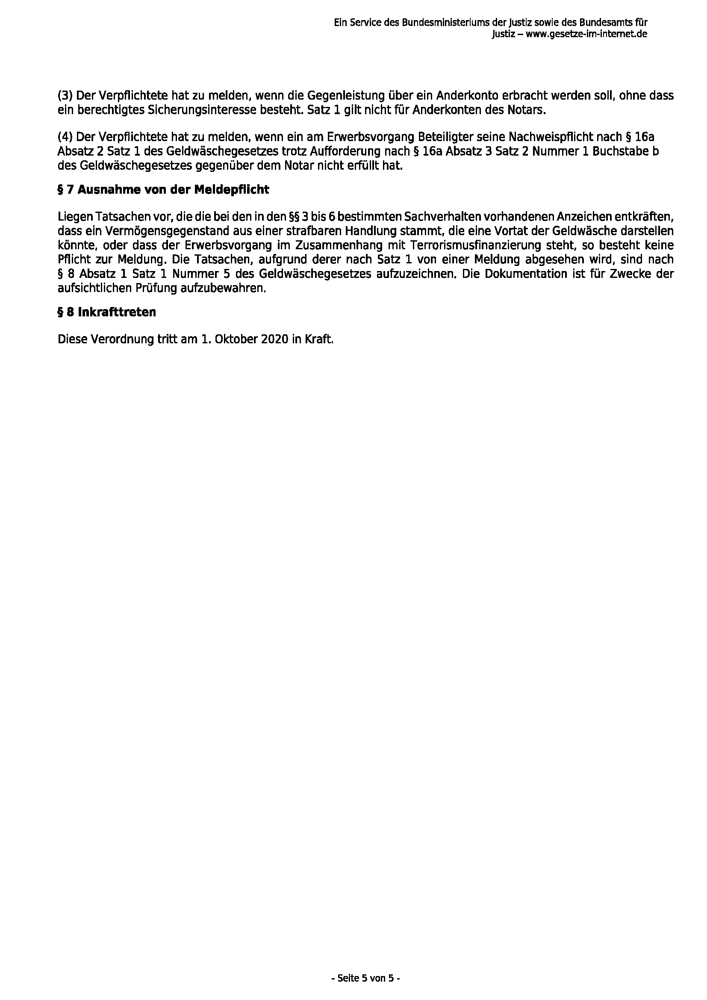 Ein Service des Bundesministeriums der Justiz sowie des Bundesamts für
Justiz – www.gesetze-im-internet.de
(3) Der Verpflichtete hat zu melden, wenn die Gegenleistung über ein Anderkonto erbracht werden soll, ohne dass
ein berechtigtes Sicherungsinteresse besteht. Satz 1 gilt nicht für Anderkonten des Notars.
(4) Der Verpflichtete hat zu melden, wenn ein am Erwerbsvorgang Beteiligter seine Nachweispflicht nach § 16a
Absatz 2 Satz 1 des Geldwäschegesetzes trotz Aufforderung nach § 16a Absatz 3 Satz 2 Nummer 1 Buchstabe b
des Geldwäschegesetzes gegenüber dem Notar nicht erfüllt hat.
§ 7 Ausnahme von der Meldepflicht
Liegen Tatsachen vor, die die bei den in den §§ 3 bis 6 bestimmten Sachverhalten vorhandenen Anzeichen entkräften,
dass ein Vermögensgegenstand aus einer strafbaren Handlung stammt, die eine Vortat der Geldwäsche darstellen
könnte, oder dass der Erwerbsvorgang im Zusammenhang mit Terrorismusfinanzierung steht, so besteht keine
Pflicht zur Meldung. Die Tatsachen, aufgrund derer nach Satz 1 von einer Meldung abgesehen wird, sind nach
§ 8 Absatz 1 Satz 1 Nummer 5 des Geldwäschegesetzes aufzuzeichnen. Die Dokumentation ist für Zwecke der
aufsichtlichen Prüfung aufzubewahren.
§ 8 Inkrafttreten
Diese Verordnung tritt am 1. Oktober 2020 in Kraft.
- Seite 5 von 5 -